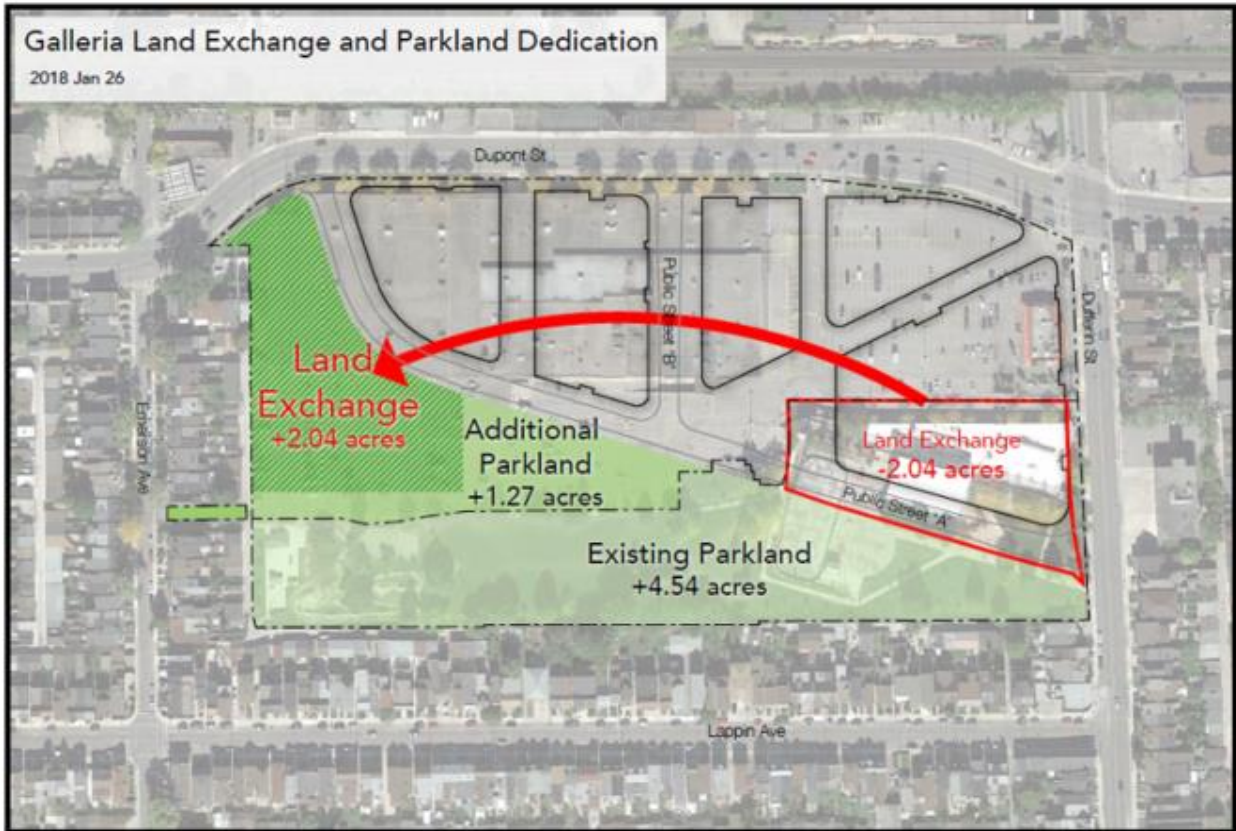 Galleria Land Exchange and Parkland Dedication
2018 Jan 26
Dupont St
Public Street "B"
Dufferin St
Land
Exchange
+2.04 acres
Land Exchange
-2.04 acres
Additional
Parkland
+1.27 acres
Emerson Ave
Public Street "A"
Existing Parkland
+4.54 acres
Lappin Ave